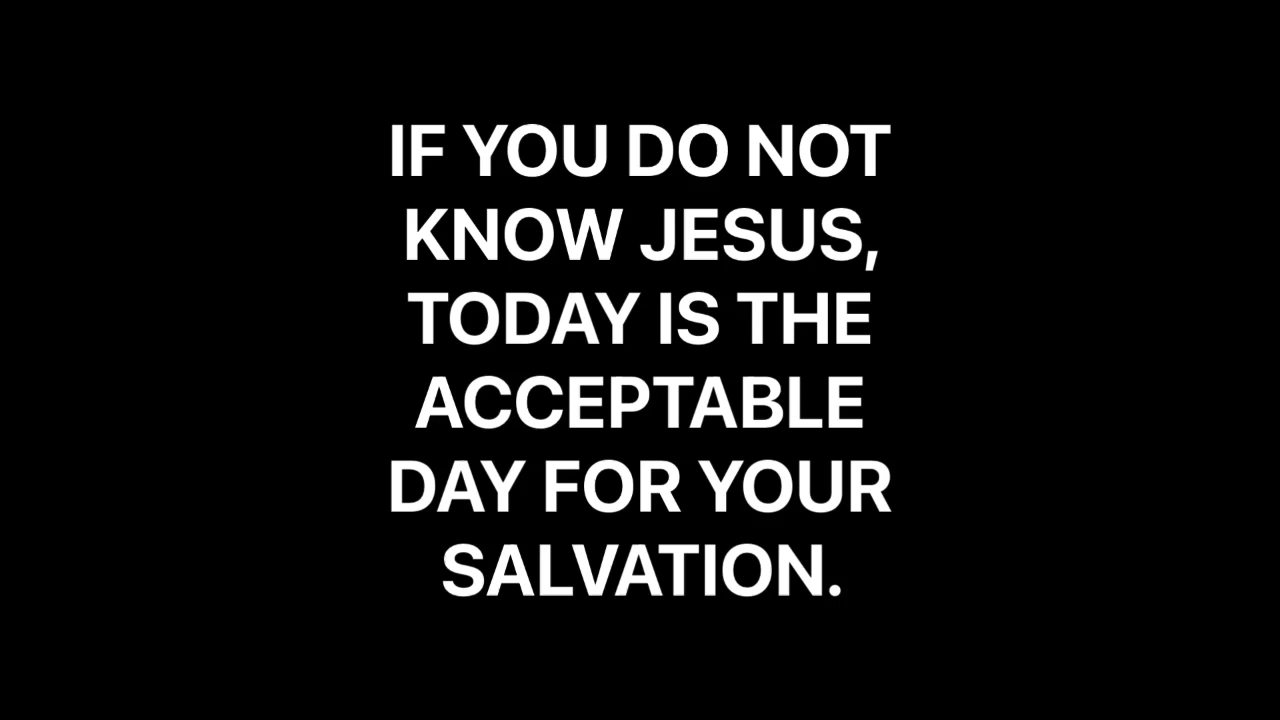 IF YOU DO NOT
KNOW JESUS,
TODAY IS THE
ACCEPTABLE
DAY FOR YOUR
SALVATION.